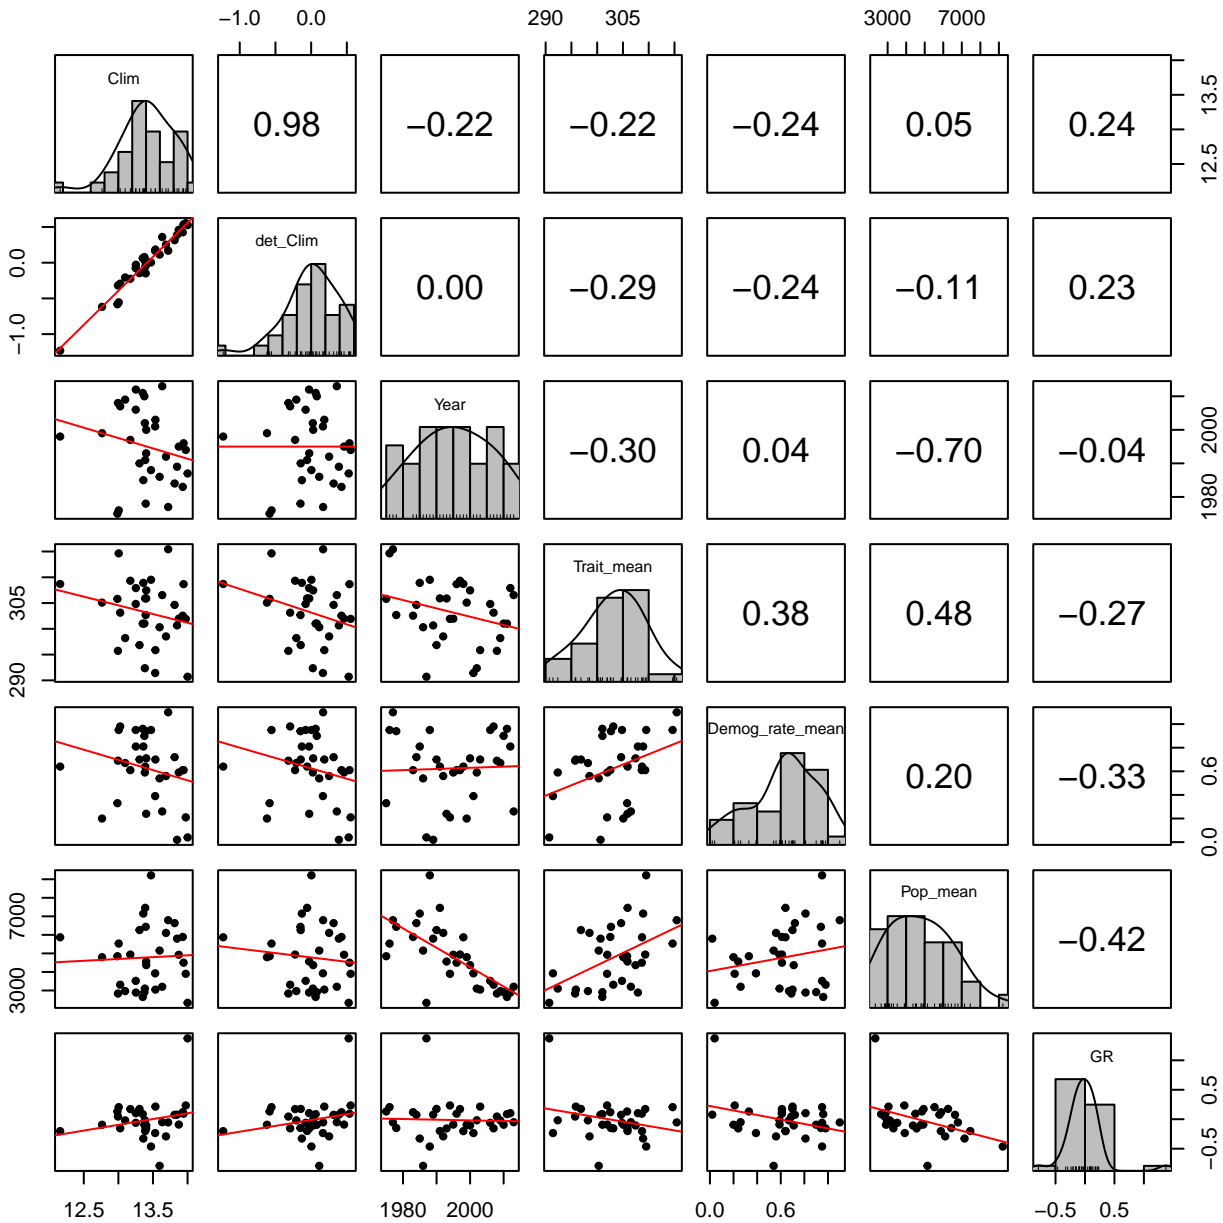 −1.0 0.0 290 305 3000 7000
Clim 0.98 −0.22 −0.22 −0.24 0.05 0.24 12.5 13.5
−1.0 0.0 det_Clim 0.00 −0.29 −0.24 −0.11 0.23
Year −0.30 0.04 −0.70 −0.04 1980 2000
290 305 Trait_mean 0.38 0.48 −0.27
Demog_rate_mean 0.20 −0.33 0.0 0.6
3000 7000 Pop_mean −0.42
GR −0.5 0.5
12.5 13.5 1980 2000 0.0 0.6 −0.5 0.5